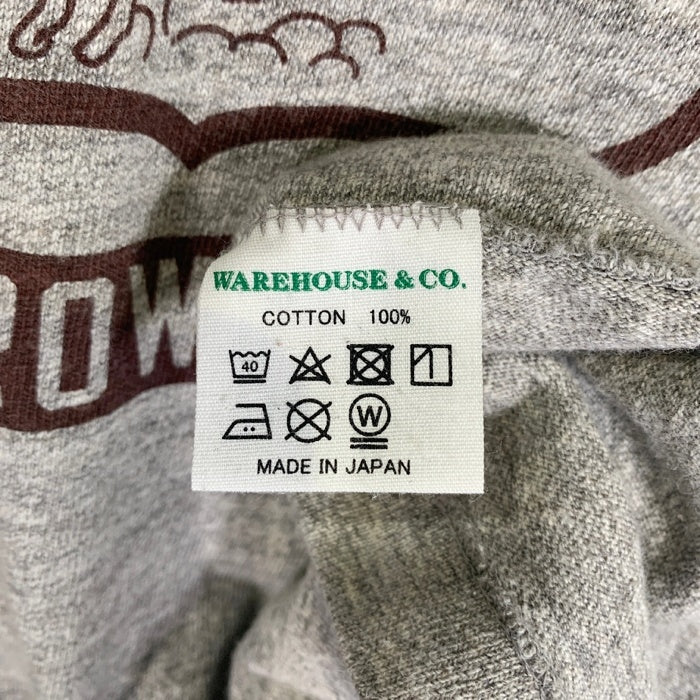 ROW
WAREHOUSE & CO.
COTTON 100%
40
W
MADE IN JAPAN